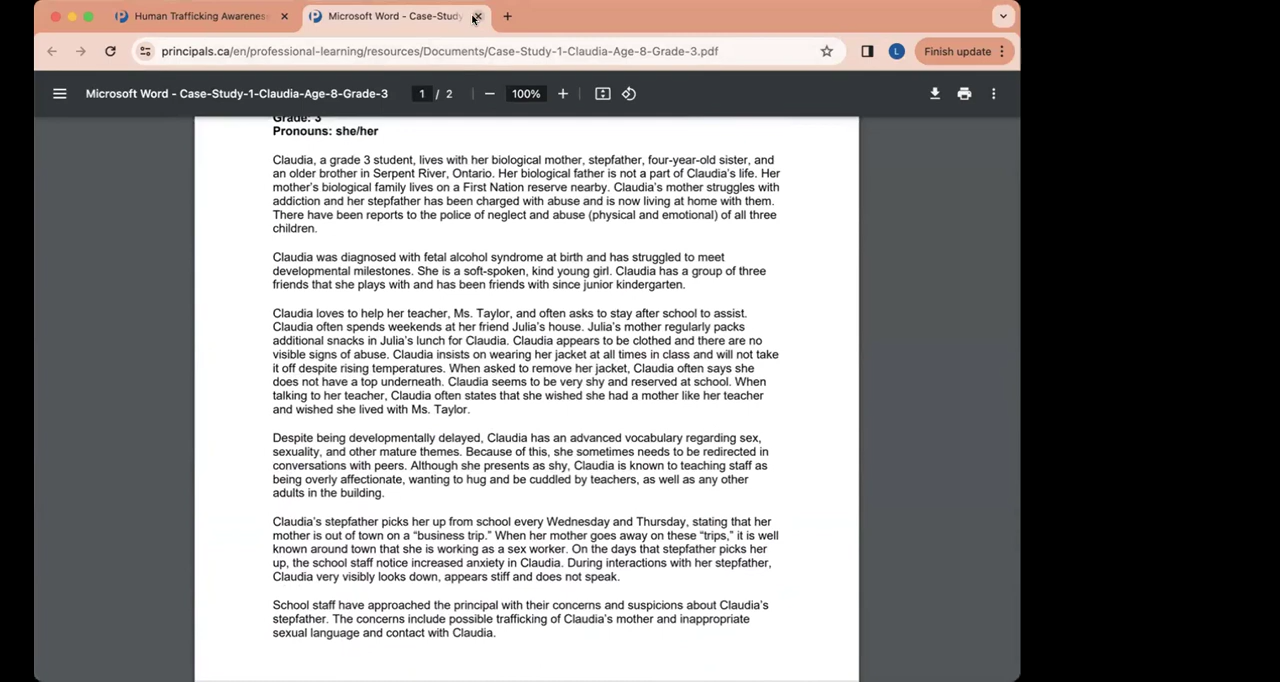 Human Trafficking Awareness
Microsoft Word - Case-Study
principals.ca/en/professional-learning/resources/Documents/Case-Study-1-Claudia-Age-8-Grade-3.pdf
L
Finish update
Microsoft Word - Case-Study-1-Claudia-Age-8-Grade-3
1 / 2
100%
Grade: 3
Pronouns: she/her
Claudia, a grade 3 student, lives with her biological mother, stepfather, four-year-old sister, and
an older brother in Serpent River, Ontario. Her biological father is not a part of Claudia's life. Her
mother's biological family lives on a First Nation reserve nearby. Claudia's mother struggles with
addiction and her stepfather has been charged with abuse and is now living at home with them.
There have been reports to the police of neglect and abuse (physical and emotional) of all three
children.
Claudia was diagnosed with fetal alcohol syndrome at birth and has struggled to meet
developmental milestones. She is a soft-spoken, kind young girl. Claudia has a group of three
friends that she plays with and has been friends with since junior kindergarten.
Claudia loves to help her teacher, Ms. Taylor, and often asks to stay after school to assist.
Claudia often spends weekends at her friend Julia's house. Julia's mother regularly packs
additional snacks in Julia's lunch for Claudia. Claudia appears to be clothed and there are no
visible signs of abuse. Claudia insists on wearing her jacket at all times in class and will not take
it off despite rising temperatures. When asked to remove her jacket, Claudia often says she
does not have a top underneath. Claudia seems to be very shy and reserved at school. When
talking to her teacher, Claudia often states that she wished she had a mother like her teacher
and wished she lived with Ms. Taylor.
Despite being developmentally delayed, Claudia has an advanced vocabulary regarding sex,
sexuality, and other mature themes. Because of this, she sometimes needs to be redirected in
conversations with peers. Although she presents as shy, Claudia is known to teaching staff as
being overly affectionate, wanting to hug and be cuddled by teachers, as well as any other
adults in the building.
Claudia's stepfather picks her up from school every Wednesday and Thursday, stating that her
mother is out of town on a “business trip.” When her mother goes away on these “trips,” it is well
known around town that she is working as a sex worker. On the days that stepfather picks her
up, the school staff notice increased anxiety in Claudia. During interactions with her stepfather,
Claudia very visibly looks down, appears stiff and does not speak.
School staff have approached the principal with their concerns and suspicions about Claudia's
stepfather. The concerns include possible trafficking of Claudia's mother and inappropriate
sexual language and contact with Claudia.